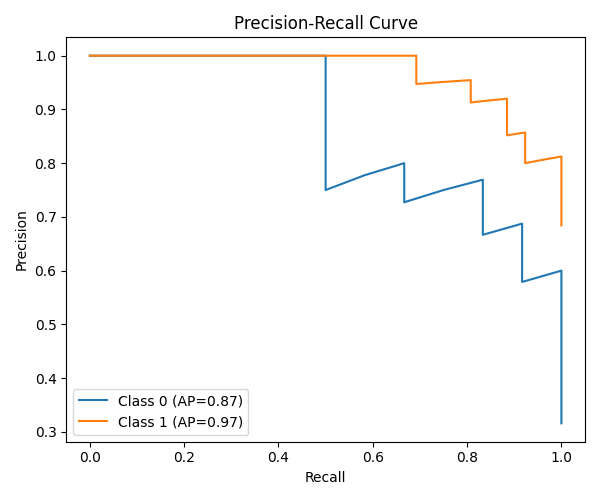 Precision-Recall Curve
1.0
0.9
0.8
0.7
0.6
0.5
0.4
0.3
Precision
Class 0 (AP=0.87)
Class 1 (AP=0.97)
0.0 0.2 0.4 0.6 0.8 1.0
Recall